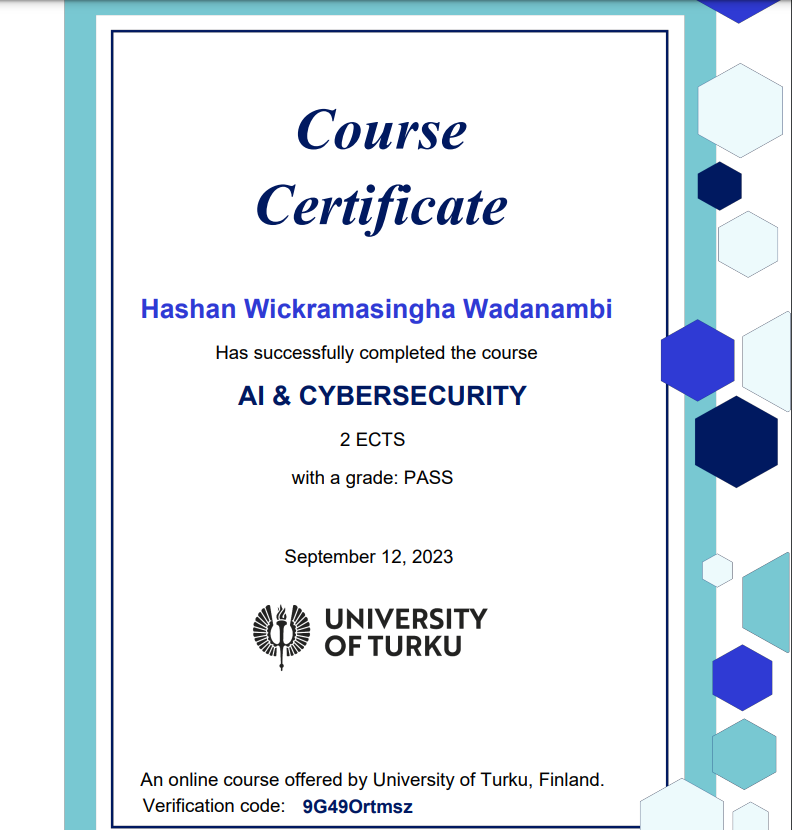 Course
Certificate
Hashan Wickramasingha Wadanambi
Has successfully completed the course
AI & CYBERSECURITY
2 ECTS
with a grade: PASS
September 12, 2023
UNIVERSITY
OF TURKU
An online course offered by University of Turku, Finland.
Verification code: 9G49Ortmsz